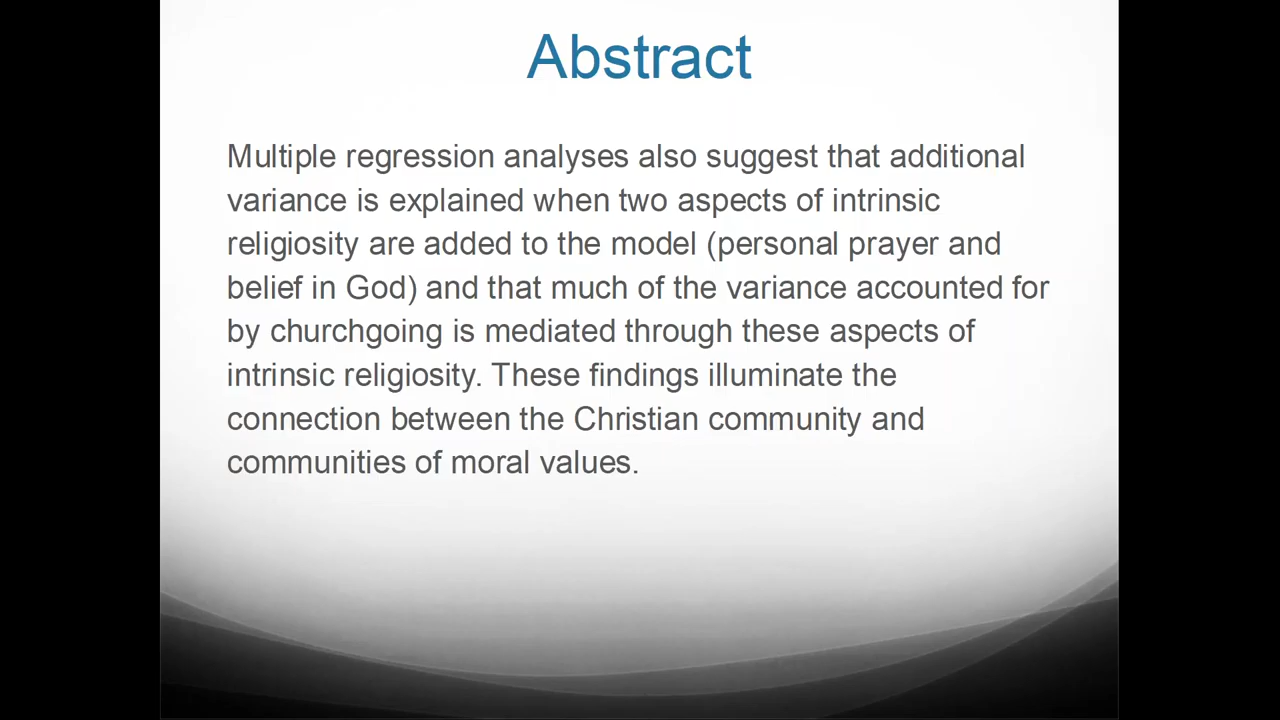 Abstract
Multiple regression analyses also suggest that additional
variance is explained when two aspects of intrinsic
religiosity are added to the model (personal prayer and
belief in God) and that much of the variance accounted for
by churchgoing is mediated through these aspects of
intrinsic religiosity. These findings illuminate the
connection between the Christian community and
communities of moral values.